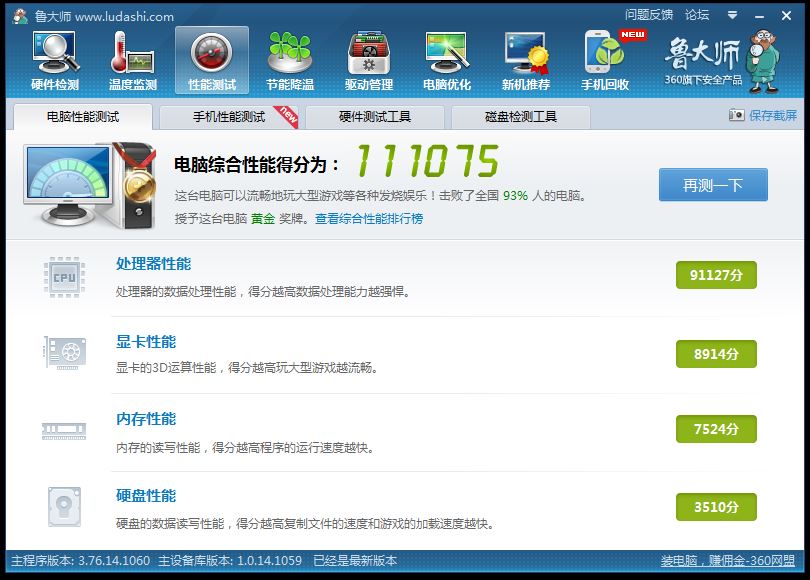 鲁大师 www.ludashi.com
问题反馈 论坛
硬件检测
温度监测
性能测试
节能降温
驱动管理
电脑优化
新机推荐
NEW
手机回收
鲁大师
360旗下安全产品
电脑性能测试
手机性能测试
new
硬件测试工具
磁盘检测工具
保存截屏
电脑综合性能得分为： 111075
这台电脑可以流畅地玩大型游戏等各种发烧娱乐！击败了全国 93% 人的电脑。
授予这台电脑 黄金 奖牌。查看综合性能排行榜
再测一下
CPU
处理器性能
处理器的数据处理性能，得分越高数据处理能力越强悍。
91127分
显卡性能
显卡的3D运算性能，得分越高玩大型游戏越流畅。
8914分
内存性能
内存的读写性能，得分越高程序的运行速度越快。
7524分
硬盘性能
硬盘的数据读写性能，得分越高复制文件的速度和游戏的加载速度越快。
3510分
主程序版本: 3.76.14.1060 主设备库版本: 1.0.14.1059 已经是最新版本
装电脑，赚佣金-360网盟